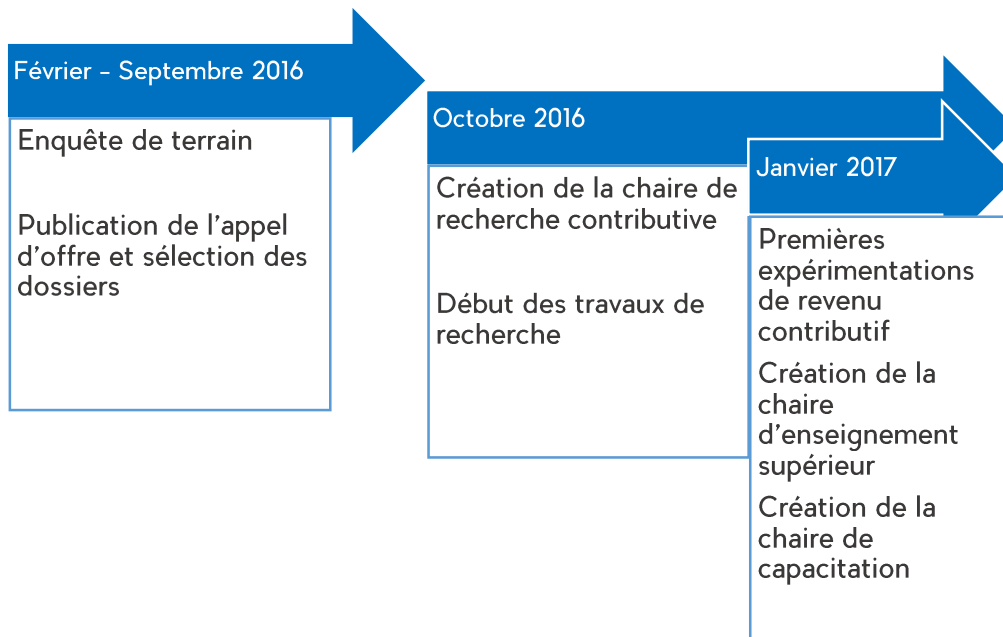 Février – Septembre 2016
Enquête de terrain
Publication de l'appel
d'offre et sélection des
dossiers
Octobre 2016
Création de la chaire de
recherche contributive
Début des travaux de
recherche
Janvier 2017
Premières
expérimentations
de revenu
contributif
Création de la
chaire
d'enseignement
supérieur
Création de la
chaire de
capacitation